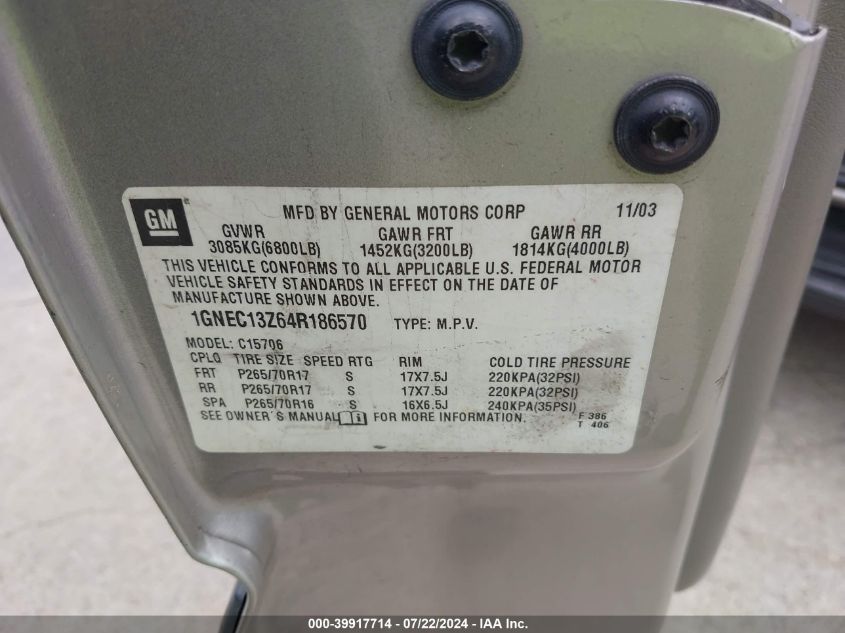 GM
MFD BY GENERAL MOTORS CORP 11/03
GVWR GAWR FRT GAWR RR
3085KG(6800LB) 1452KG(3200LB) 1814KG(4000LB)
THIS VEHICLE CONFORMS TO ALL APPLICABLE U.S. FEDERAL MOTOR
VEHICLE SAFETY STANDARDS IN EFFECT ON THE DATE OF
MANUFACTURE SHOWN ABOVE.
1GNEC13Z64R186570 TYPE: M.P.V.
MODEL: C15706
CPLQ TIRE SIZE SPEED RTG RIM COLD TIRE PRESSURE
FRT P265/70R17 S 17X7.5J 220KPA(32PSI)
RR P265/70R17 S 17X7.5J 220KPA(32PSI)
SPA P265/70R16 S 16X6.5J 240KPA(35PSI)
SEE OWNER'S MANUAL FOR MORE INFORMATION. F 386
T 406
000-39917714 / 07/22/2024 - IAA Inc.